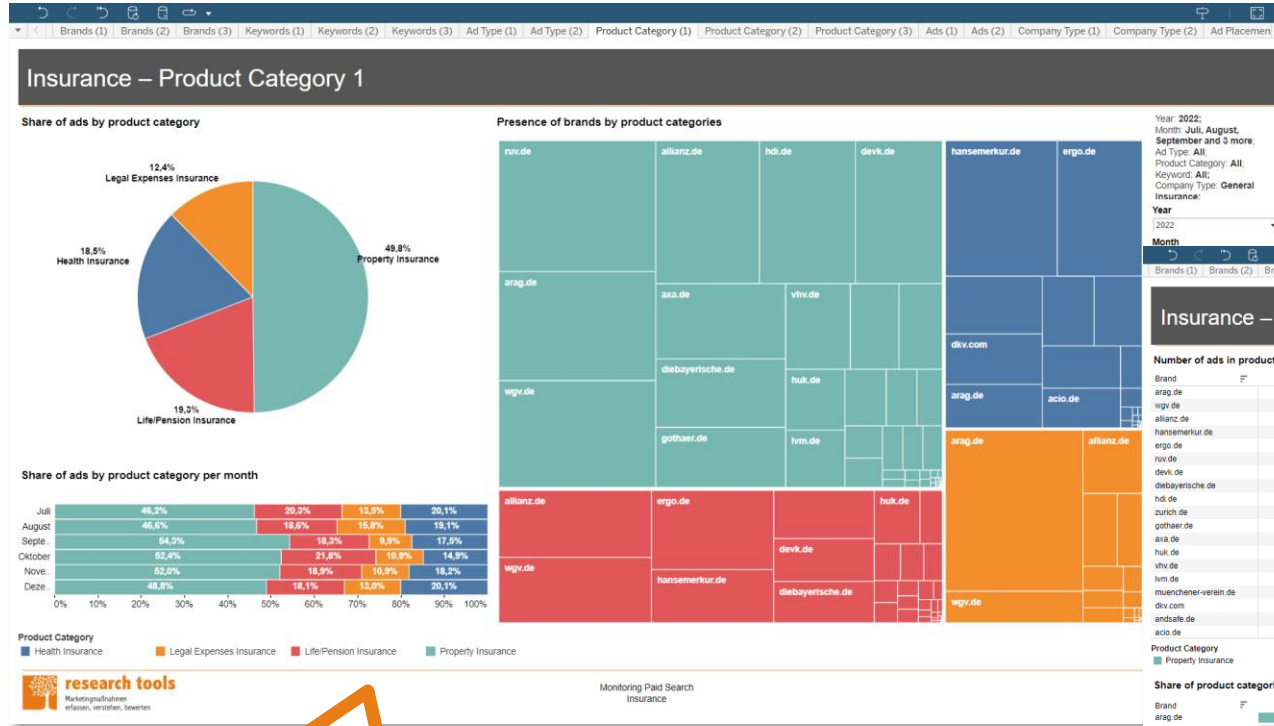 Brands (1) Brands (2) Brands (3) Keywords (1) Keywords (2) Keywords (3) Ad Type (1) Ad Type (2) Product Category (1) Product Category (2) Product Category (3) Ads (1) Ads (2) Company Type (1) Company Type (2) Ad Placemen
Insurance – Product Category 1
Share of ads by product category
12,4%
Legal Expenses Insurance
18,5%
Health Insurance
49,8%
Property Insurance
19,3%
Life/Pension Insurance
Share of ads by product category per month
Juli 46,2% 20,3% 13,5% 20,1%
August 46,6% 18,6% 15,8% 19,1%
Septe.. 54,3% 18,3% 9,9% 17,5%
Oktober 52,4% 21,8% 10,9% 14,9%
Nove.. 52,0% 18,9% 10,9% 18,2%
Deze.. 48,8% 18,1% 13,0% 20,1%
0% 10% 20% 30% 40% 50% 60% 70% 80% 90% 100%
Product Category
Health Insurance Legal Expenses Insurance Life/Pension Insurance Property Insurance
Presence of brands by product categories
ruv.de allianz.de hdi.de devk.de hansemerkur.de ergo.de
arag.de axa.de vhv.de
dkv.com
diebayerische.de huk.de
wgv.de arag.de acio.de
gothaer.de lvm.de arag.de allianz.de
allianz.de ergo.de huk.de
devk.de
wgv.de hansemerkur.de
diebayerische.de wgv.de
Year: 2022;
Month: Juli, August,
September and 3 more;
Ad Type: All;
Product Category: All;
Keyword: All;
Company Type: General
Insurance;
Year
2022
Month
Brands (1) Brands (2) Br
Insurance –
Number of ads in product
Brand
arag.de
wgv.de
allianz.de
hansemerkur.de
ergo.de
ruv.de
devk.de
diebayerische.de
hdi.de
zurich.de
gothaer.de
axa.de
huk.de
vhv.de
lvm.de
muenchener-verein.de
dkv.com
andsafe.de
acio.de
Product Category
Property Insurance
Share of product categori
Brand
arag.de
research tools
Marketingmaßnahmen
erfassen, verstehen, bewerten
Monitoring Paid Search
Insurance